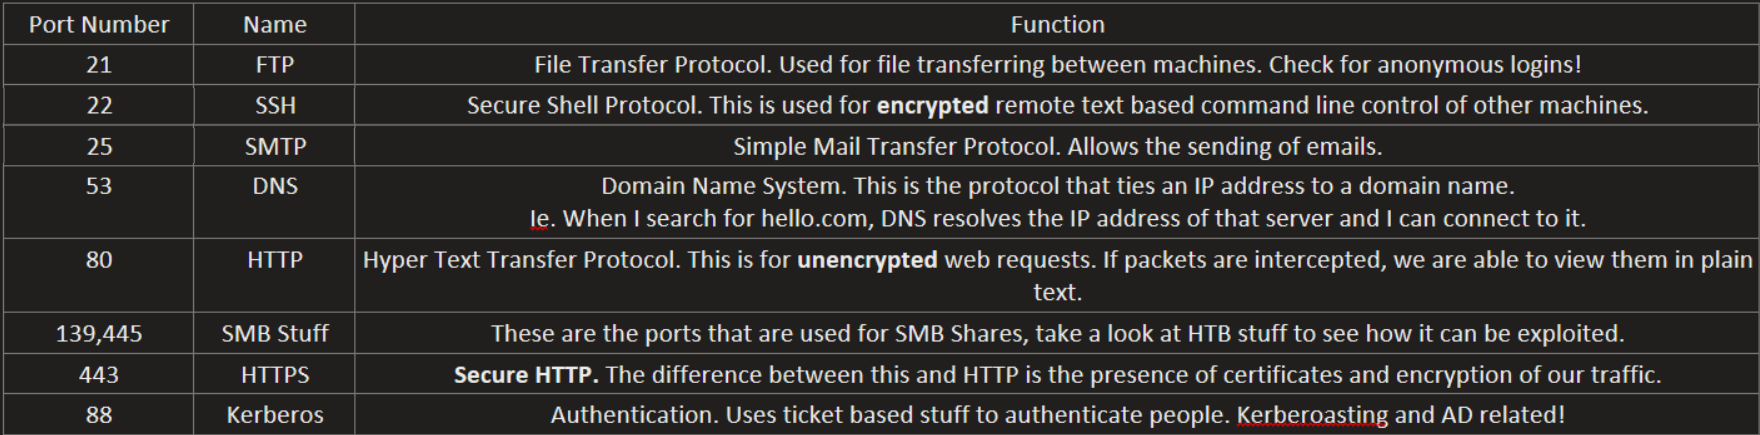 Port Number Name Function
21 FTP File Transfer Protocol. Used for file transferring between machines. Check for anonymous logins!
22 SSH Secure Shell Protocol. This is used for encrypted remote text based command line control of other machines.
25 SMTP Simple Mail Transfer Protocol. Allows the sending of emails.
53 DNS Domain Name System. This is the protocol that ties an IP address to a domain name.
Ie. When I search for hello.com, DNS resolves the IP address of that server and I can connect to it.
80 HTTP Hyper Text Transfer Protocol. This is for unencrypted web requests. If packets are intercepted, we are able to view them in plain
text.
139,445 SMB Stuff These are the ports that are used for SMB Shares, take a look at HTB stuff to see how it can be exploited.
443 HTTPS Secure HTTP. The difference between this and HTTP is the presence of certificates and encryption of our traffic.
88 Kerberos Authentication. Uses ticket based stuff to authenticate people. Kerberoasting and AD related!